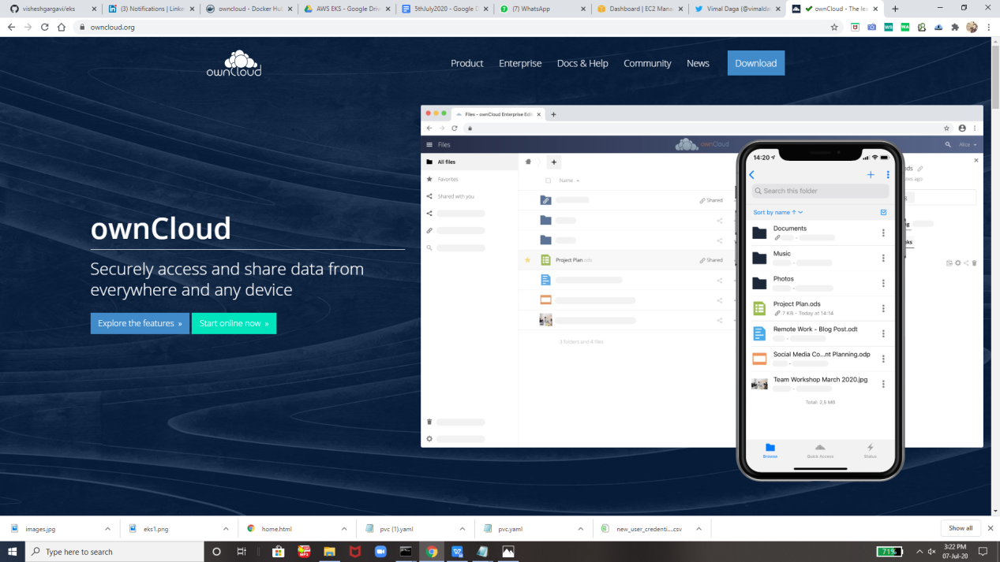 visheshgargavi/eks
(3) Notifications | Linke
owncloud - Docker Hu
AWS EKS - Google Driv
5thJuly2020 - Google D
(7) WhatsApp
Dashboard | EC2 Mana
Vimal Daga (@vimalda
ownCloud - The lea
owncloud.org
ownCloud
Product
Enterprise
Docs & Help
Community
News
Download
Files - ownCloud Enterprise Edit
Files
ownCloud
Alice
All files
Name
Favorites
Shared with you
Shared
Project Plan.ods
Shared
3 folders and 4 files
14:20
Search this folder
Sort by name
Documents
Music
Photos
Project Plan.ods
7 KB - Today at 14:14
Remote Work - Blog Post.odt
Social Media Co...nt Planning.odp
Team Workshop March 2020.jpg
Total: 2,5 MB
Browse
Quick Access
Status
ownCloud
Securely access and share data from
everywhere and any device
Explore the features »
Start online now »
images.jpg
eks1.png
home.html
pvc (1).yaml
pvc.yaml
new_user_credenti....csv
Show all
Type here to search
71%
3:22 PM
07-Jul-20